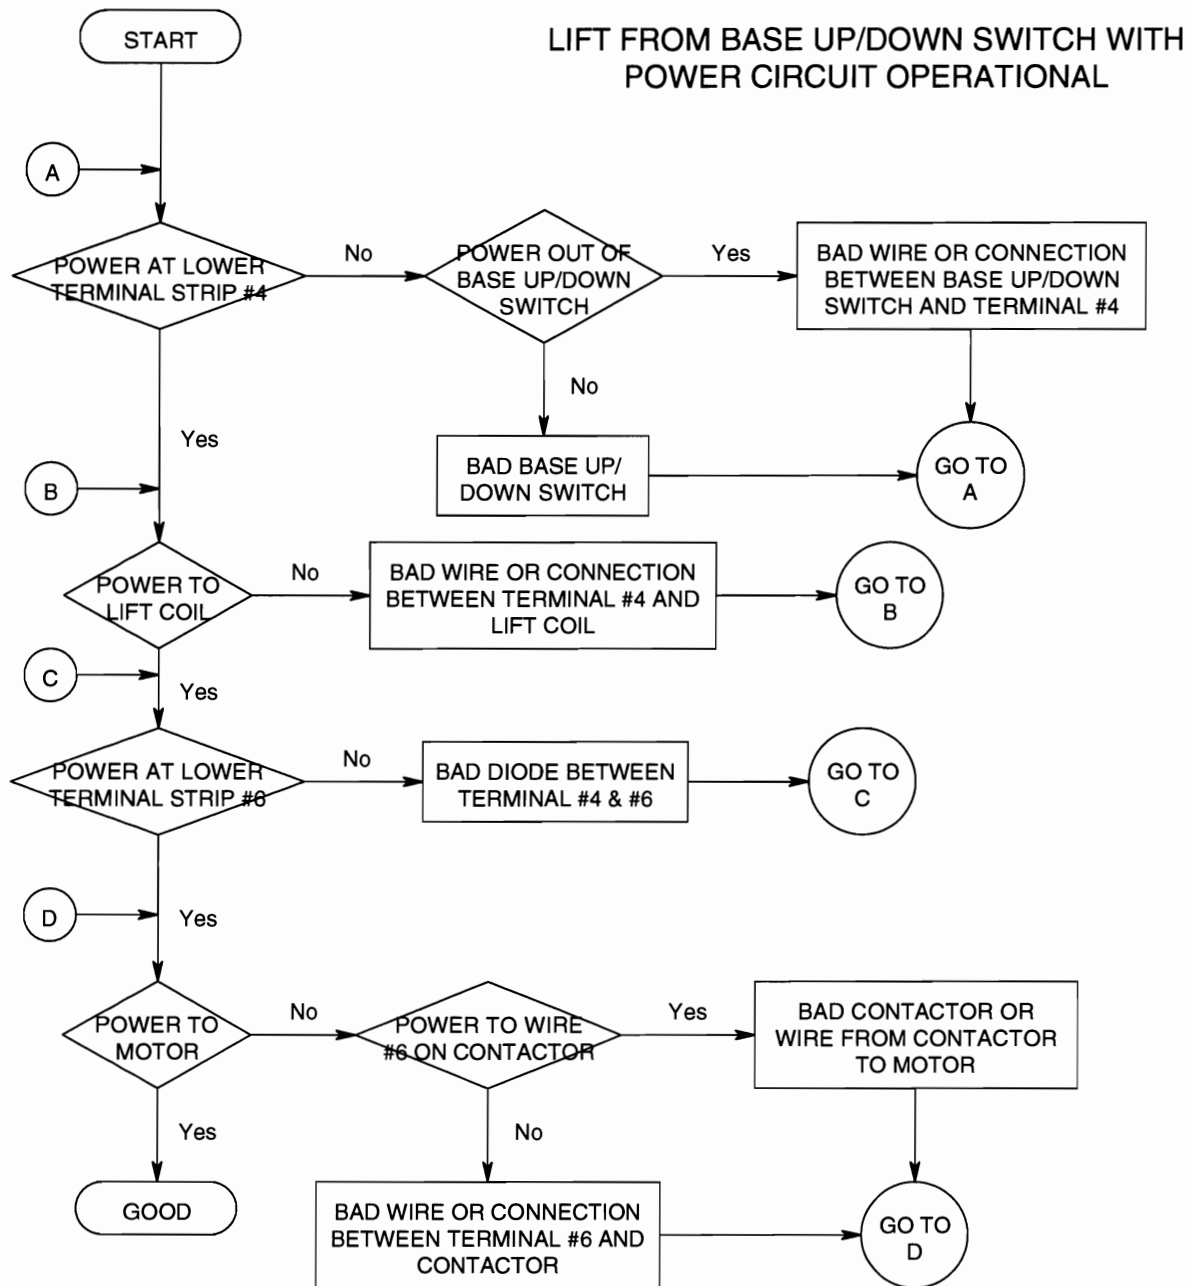 START
LIFT FROM BASE UP/DOWN SWITCH WITH
POWER CIRCUIT OPERATIONAL
A
POWER AT LOWER
TERMINAL STRIP #4
No
POWER OUT OF
BASE UP/DOWN
SWITCH
Yes
BAD WIRE OR CONNECTION
BETWEEN BASE UP/DOWN
SWITCH AND TERMINAL #4
No
Yes
BAD BASE UP/
DOWN SWITCH
GO TO
A
B
POWER TO
LIFT COIL
No
BAD WIRE OR CONNECTION
BETWEEN TERMINAL #4 AND
LIFT COIL
GO TO
B
C
Yes
POWER AT LOWER
TERMINAL STRIP #6
No
BAD DIODE BETWEEN
TERMINAL #4 & #6
GO TO
C
D
Yes
POWER TO
MOTOR
No
POWER TO WIRE
#6 ON CONTACTOR
Yes
BAD CONTACTOR OR
WIRE FROM CONTACTOR
TO MOTOR
Yes
No
GOOD
BAD WIRE OR CONNECTION
BETWEEN TERMINAL #6 AND
CONTACTOR
GO TO
D